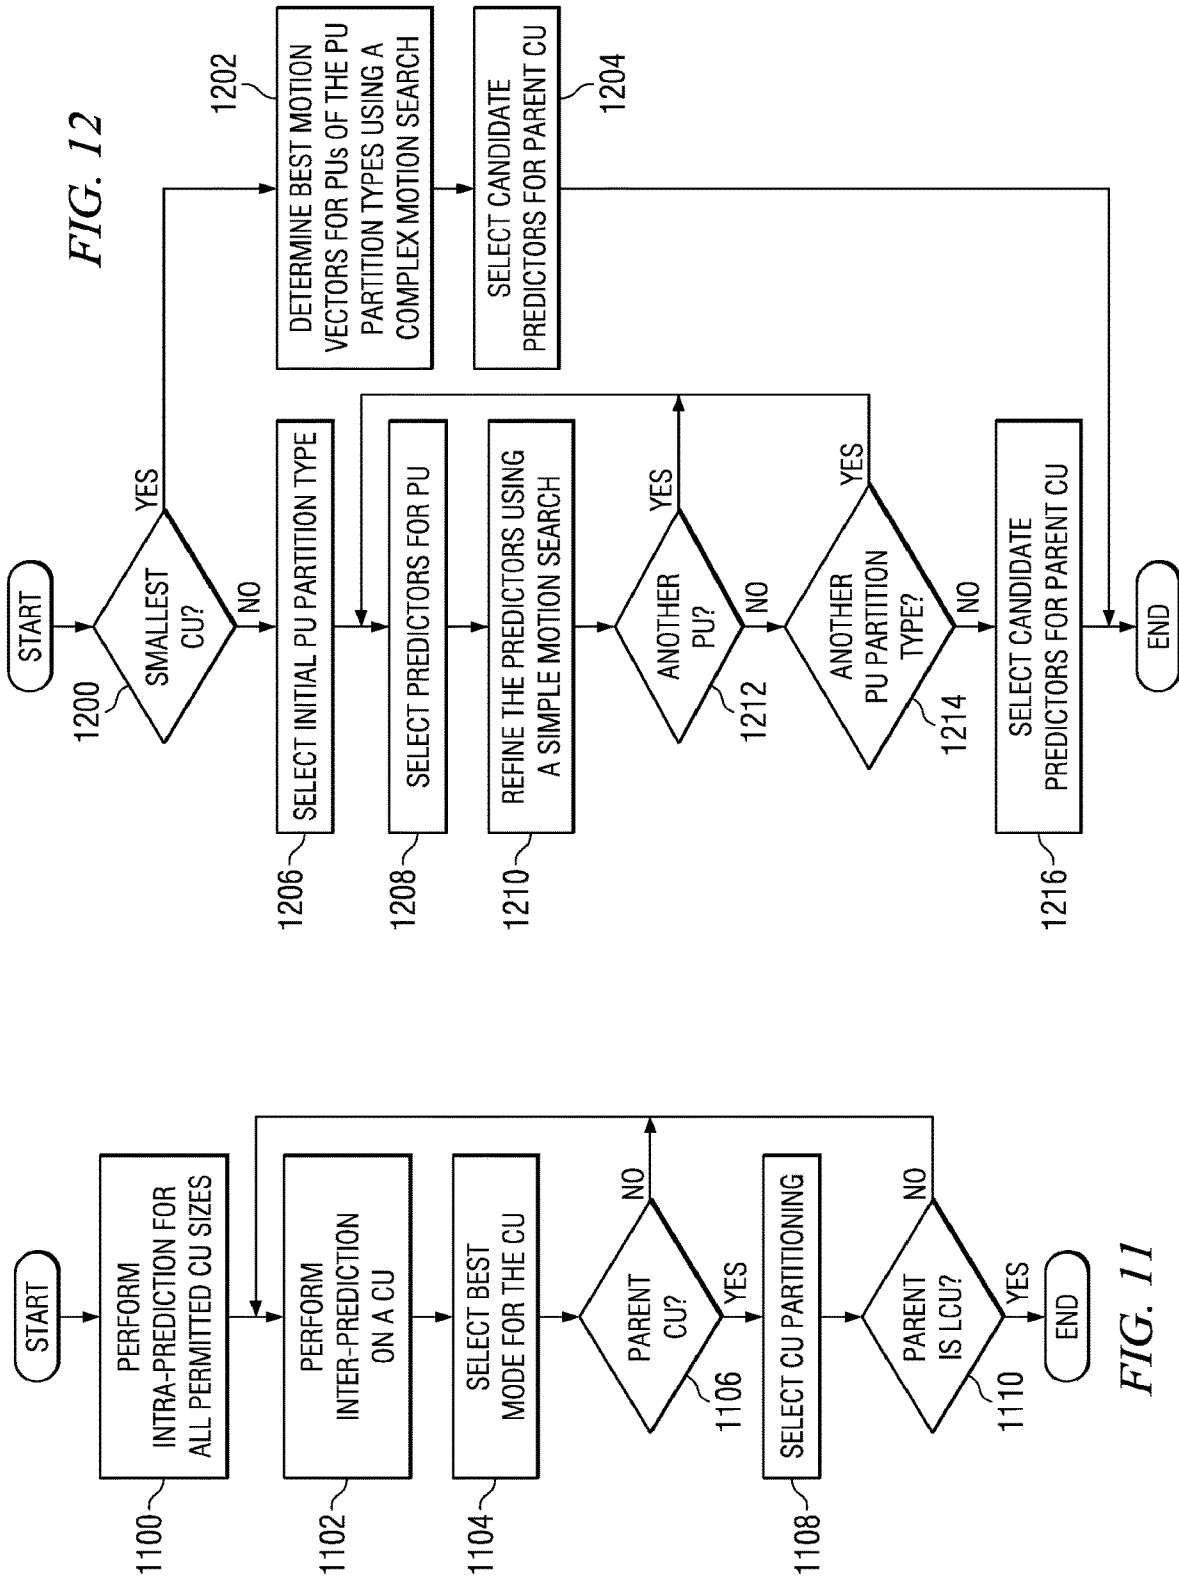 START
PERFORM
INTRA-PREDICTION FOR
ALL PERMITTED CU SIZES
1100
PERFORM
INTER-PREDICTION
ON A CU
1102
SELECT BEST
MODE FOR THE CU
1104
PARENT
CU?
NO
1106
YES
SELECT CU PARTITIONING
1108
PARENT
IS LCU?
NO
1110
YES
END
FIG. 11
FIG. 12
START
SMALLEST
CU?
YES
1200
NO
DETERMINE BEST MOTION
VECTORS FOR PUs OF THE PU
PARTITION TYPES USING A
COMPLEX MOTION SEARCH
1202
SELECT CANDIDATE
PREDICTORS FOR PARENT CU
1204
SELECT INITIAL PU PARTITION TYPE
1206
SELECT PREDICTORS FOR PU
1208
REFINE THE PREDICTORS USING
A SIMPLE MOTION SEARCH
1210
ANOTHER
PU?
YES
1212
NO
ANOTHER
PU PARTITION
TYPE?
YES
1214
NO
SELECT CANDIDATE
PREDICTORS FOR PARENT CU
1216
END